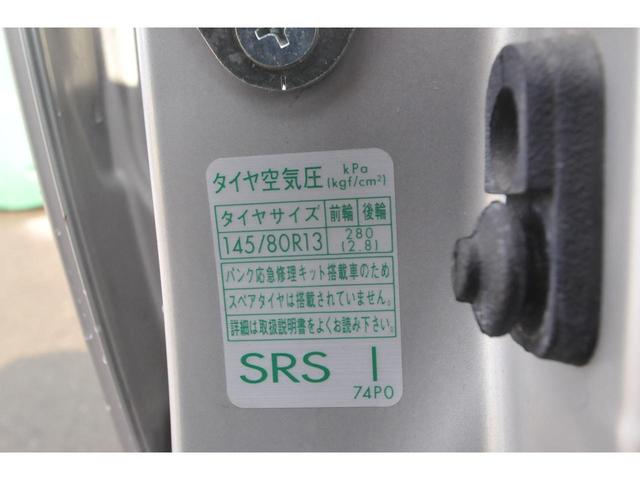 タイヤ空気圧 kPa (kgf/cm²)
タイヤサイズ 前輪 後輪
145/80R13 280 (2.8)
パンク応急修理キット搭載車のため
スペアタイヤは搭載されていません。
詳細は取扱説明書をよくお読み下さい。
SRS I
74P0